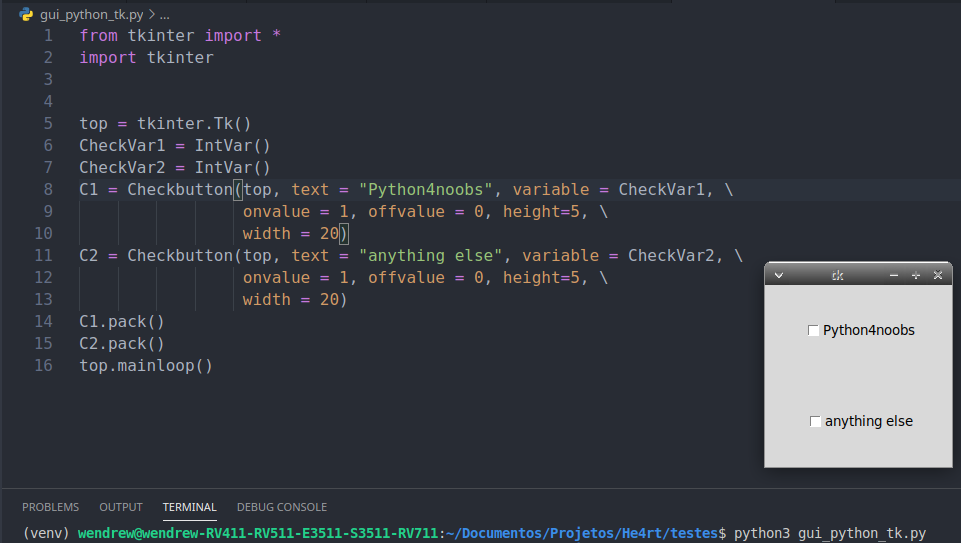 gui_python_tk.py > ...
1 from tkinter import *
2 import tkinter
3
4
5 top = tkinter.Tk()
6 CheckVar1 = IntVar()
7 CheckVar2 = IntVar()
8 C1 = Checkbutton(top, text = "Python4noobs", variable = CheckVar1, \
9 onvalue = 1, offvalue = 0, height=5, \
10 width = 20)
11 C2 = Checkbutton(top, text = "anything else", variable = CheckVar2, \
12 onvalue = 1, offvalue = 0, height=5, \
13 width = 20)
14 C1.pack()
15 C2.pack()
16 top.mainloop()
tk
Python4noobs
anything else
PROBLEMS OUTPUT TERMINAL DEBUG CONSOLE
(venv) wendrew@wendrew-RV411-RV511-E3511-S3511-RV711:~/Documentos/Projetos/He4rt/testes$ python3 gui_python_tk.py